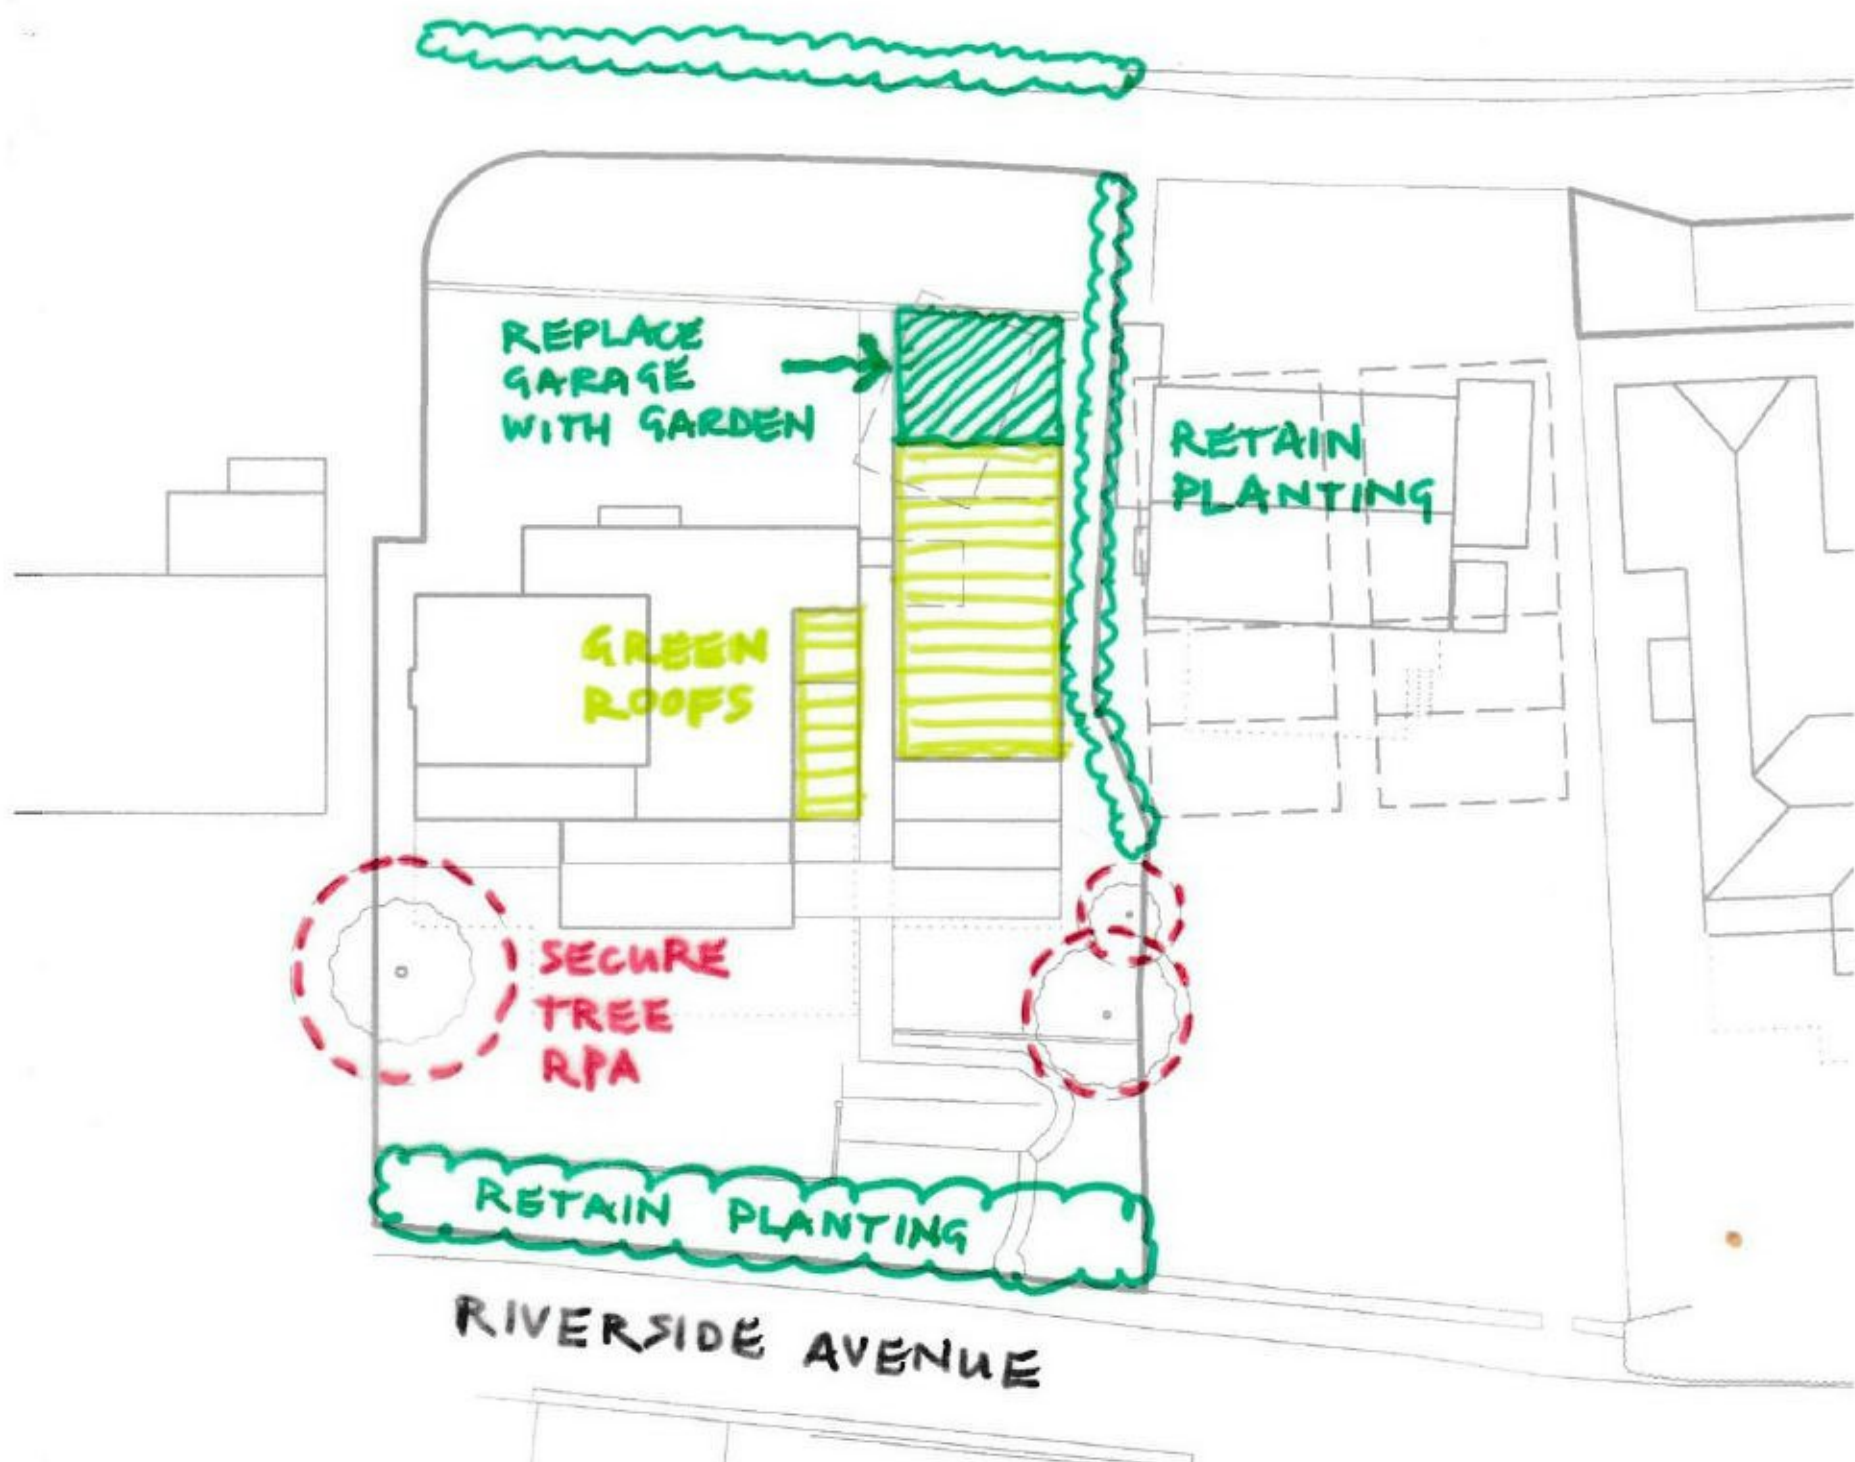 REPLACE
GARAGE
WITH GARDEN
RETAIN
PLANTING
GREEN
ROOFS
SECURE
TREE
RPA
RETAIN PLANTING
RIVERSIDE AVENUE